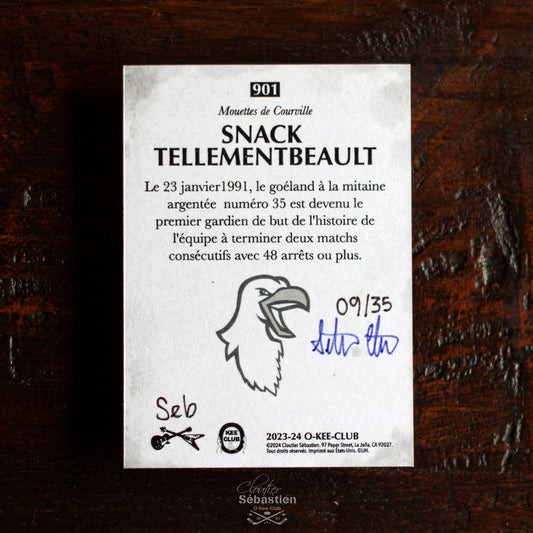 901
Mouettes de Courville
SNACK
TELLEMENTBEAULT
Le 23 janvier1991, le goéland à la mitaine
argentée numéro 35 est devenu le
premier gardien de but de l'histoire de
l'équipe à terminer deux matchs
consécutifs avec 48 arrêts ou plus.
09/35
Seb
KEE
CLUB
2023-24 O-KEE-CLUB
©2024 Cloutier Sébastien. 97 Paper Street, La Jolla, CA 92037.
Tous droits réservés. Imprimé aux États-Unis. ©LIH.
Cloutier
Sébastien
O-Kee-Club